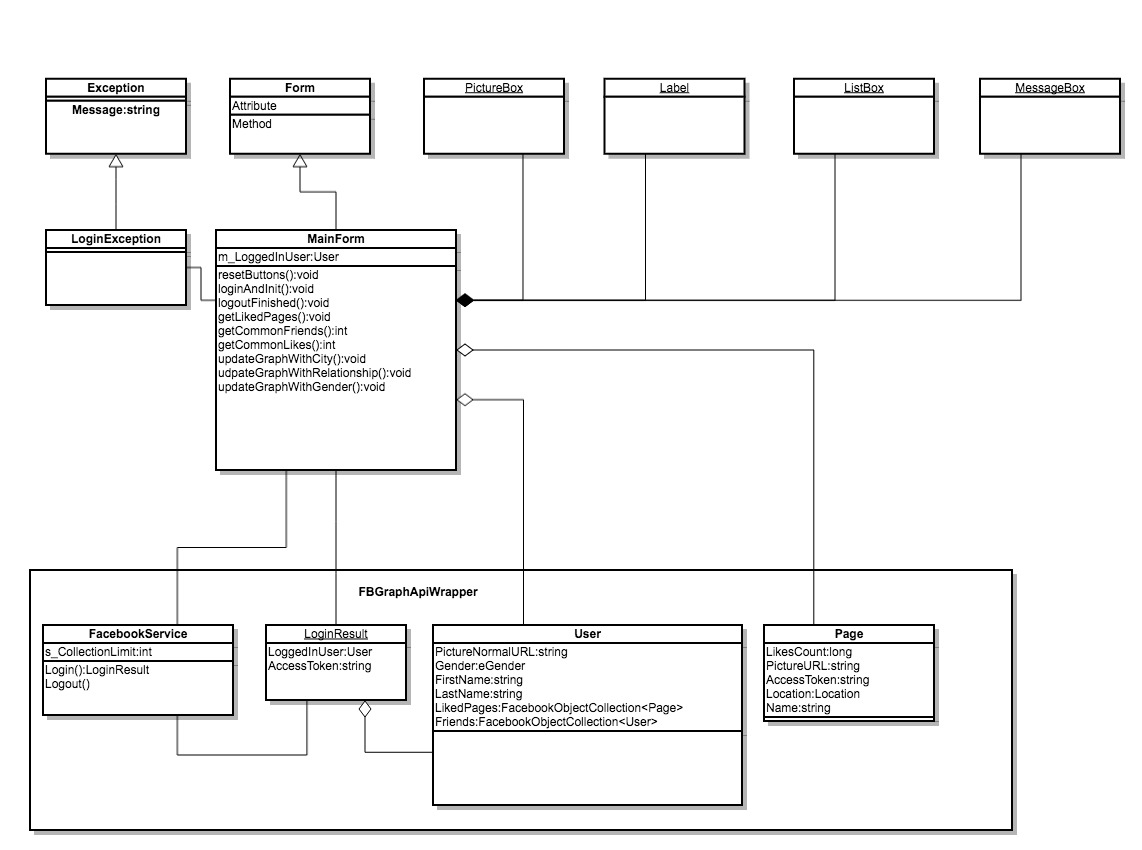 Exception
Message:string
Form
Attribute
Method
PictureBox
Label
ListBox
MessageBox
LoginException
MainForm
m_LoggedInUser:User
resetButtons():void
loginAndInit():void
logoutFinished():void
getLikedPages():void
getCommonFriends():int
getCommonLikes():int
updateGraphWithCity():void
udpateGraphWithRelationship():void
updateGraphWithGender():void
FBGraphApiWrapper
FacebookService
s_CollectionLimit:int
Login():LoginResult
Logout()
LoginResult
LoggedInUser:User
AccessToken:string
User
PictureNormalURL:string
Gender:eGender
FirstName:string
LastName:string
LikedPages:FacebookObjectCollection<Page>
Friends:FacebookObjectCollection<User>
Page
LikesCount:long
PictureURL:string
AccessToken:string
Location:Location
Name:string